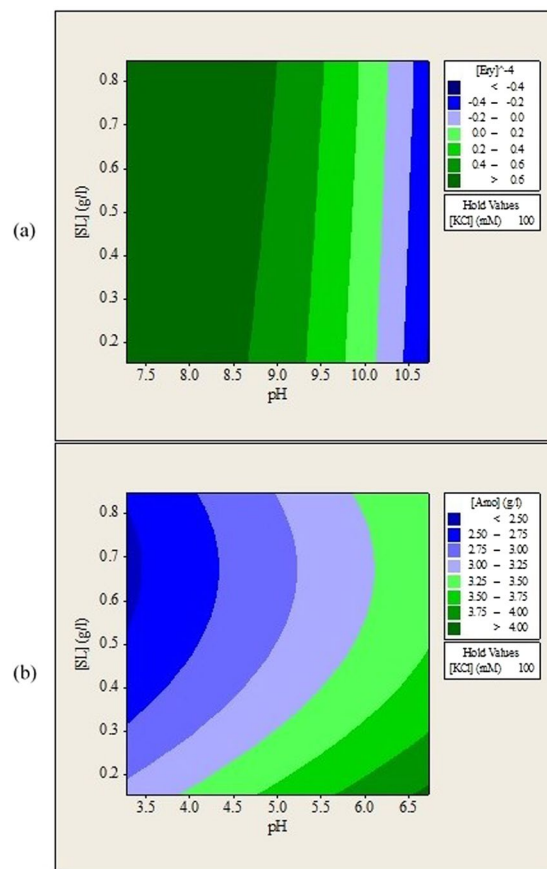 (a)
[SL] (g/l)
0.8
0.7
0.6
0.5
0.4
0.3
0.2
7.5 8.0 8.5 9.0 9.5 10.0 10.5
pH
[Ery]^-4
< -0.4
-0.4 – -0.2
-0.2 – 0.0
0.0 – 0.2
0.2 – 0.4
0.4 – 0.6
> 0.6
Hold Values
[KCl] (mM) 100
(b)
[SL] (g/l)
0.8
0.7
0.6
0.5
0.4
0.3
0.2
3.5 4.0 4.5 5.0 5.5 6.0 6.5
pH
[Amo] (g/l)
< 2.50
2.50 – 2.75
2.75 – 3.00
3.00 – 3.25
3.25 – 3.50
3.50 – 3.75
3.75 – 4.00
> 4.00
Hold Values
[KCl] (mM) 100